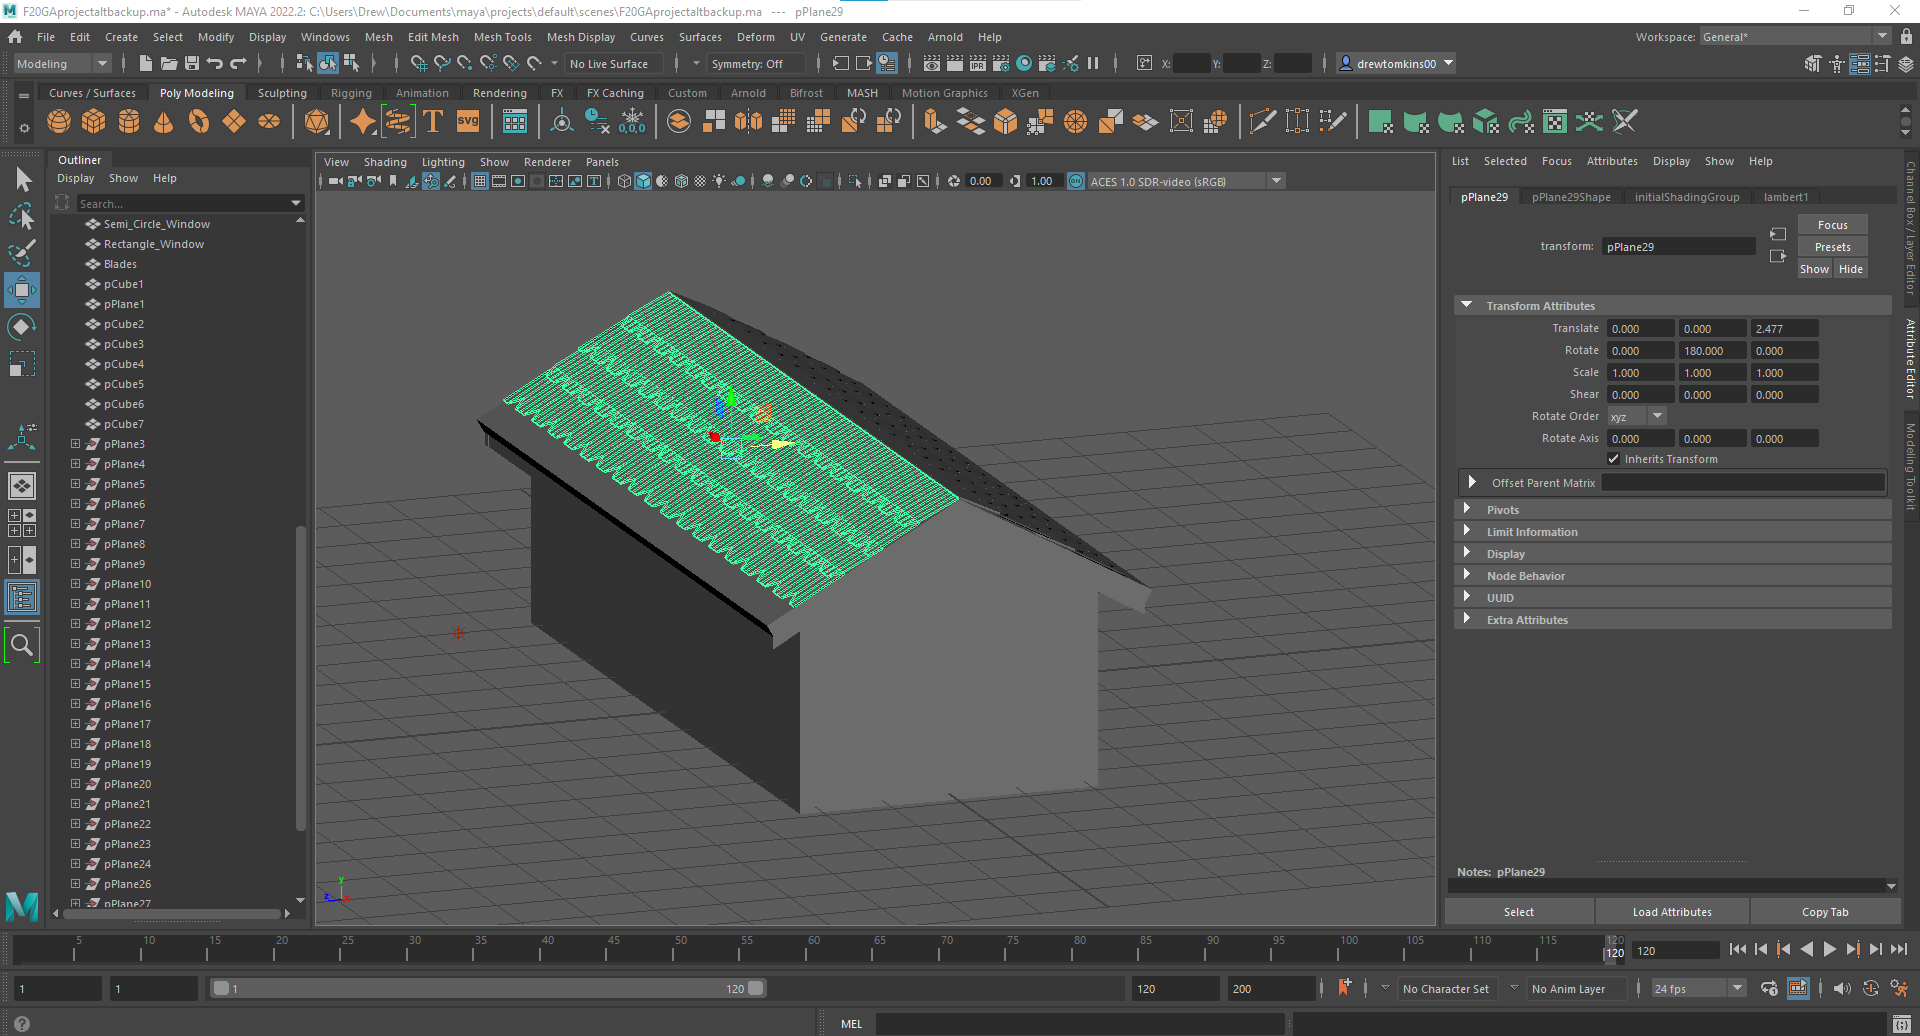 F20GAprojectaltbackup.ma* - Autodesk MAYA 2022.2: C:\Users\Drew\Documents\maya\projects\default\scenes\F20GAprojectaltbackup.ma --- pPlane29
File Edit Create Select Modify Display Windows Mesh Edit Mesh Mesh Tools Mesh Display Curves Surfaces Deform UV Generate Cache Arnold Help
Workspace: General*
Modeling
No Live Surface
Symmetry: Off
X: Y: Z:
drewtomkins00
Curves / Surfaces Poly Modeling Sculpting Rigging Animation Rendering FX FX Caching Custom Arnold Bifrost MASH Motion Graphics XGen
T
svg
0,0,0
IPR
Outliner
Display Show Help
Search...
Semi_Circle_Window
Rectangle_Window
Blades
pCube1
pPlane1
pCube2
pCube3
pCube4
pCube5
pCube6
pCube7
pPlane3
pPlane4
pPlane5
pPlane6
pPlane7
pPlane8
pPlane9
pPlane10
pPlane11
pPlane12
pPlane13
pPlane14
pPlane15
pPlane16
pPlane17
pPlane18
pPlane19
pPlane20
pPlane21
pPlane22
pPlane23
pPlane24
pPlane26
pPlane27
View Shading Lighting Show Renderer Panels
0.00 1.00 ACES 1.0 SDR-video (sRGB)
y
z
x
List Selected Focus Attributes Display Show Help
pPlane29 pPlane29Shape initialShadingGroup lambert1
transform: pPlane29
Focus
Presets
Show Hide
Transform Attributes
Translate 0.000 0.000 2.477
Rotate 0.000 180.000 0.000
Scale 1.000 1.000 1.000
Shear 0.000 0.000 0.000
Rotate Order xyz
Rotate Axis 0.000 0.000 0.000
Inherits Transform
Offset Parent Matrix
Pivots
Limit Information
Display
Node Behavior
UUID
Extra Attributes
Notes: pPlane29
Select Load Attributes Copy Tab
Channel Box / Layer Editor
Attribute Editor
Modeling Toolkit
5 10 15 20 25 30 35 40 45 50 55 60 65 70 75 80 85 90 95 100 105 110 115 120
120
120
1 1 1 120 120 200
No Character Set
No Anim Layer
24 fps
MEL